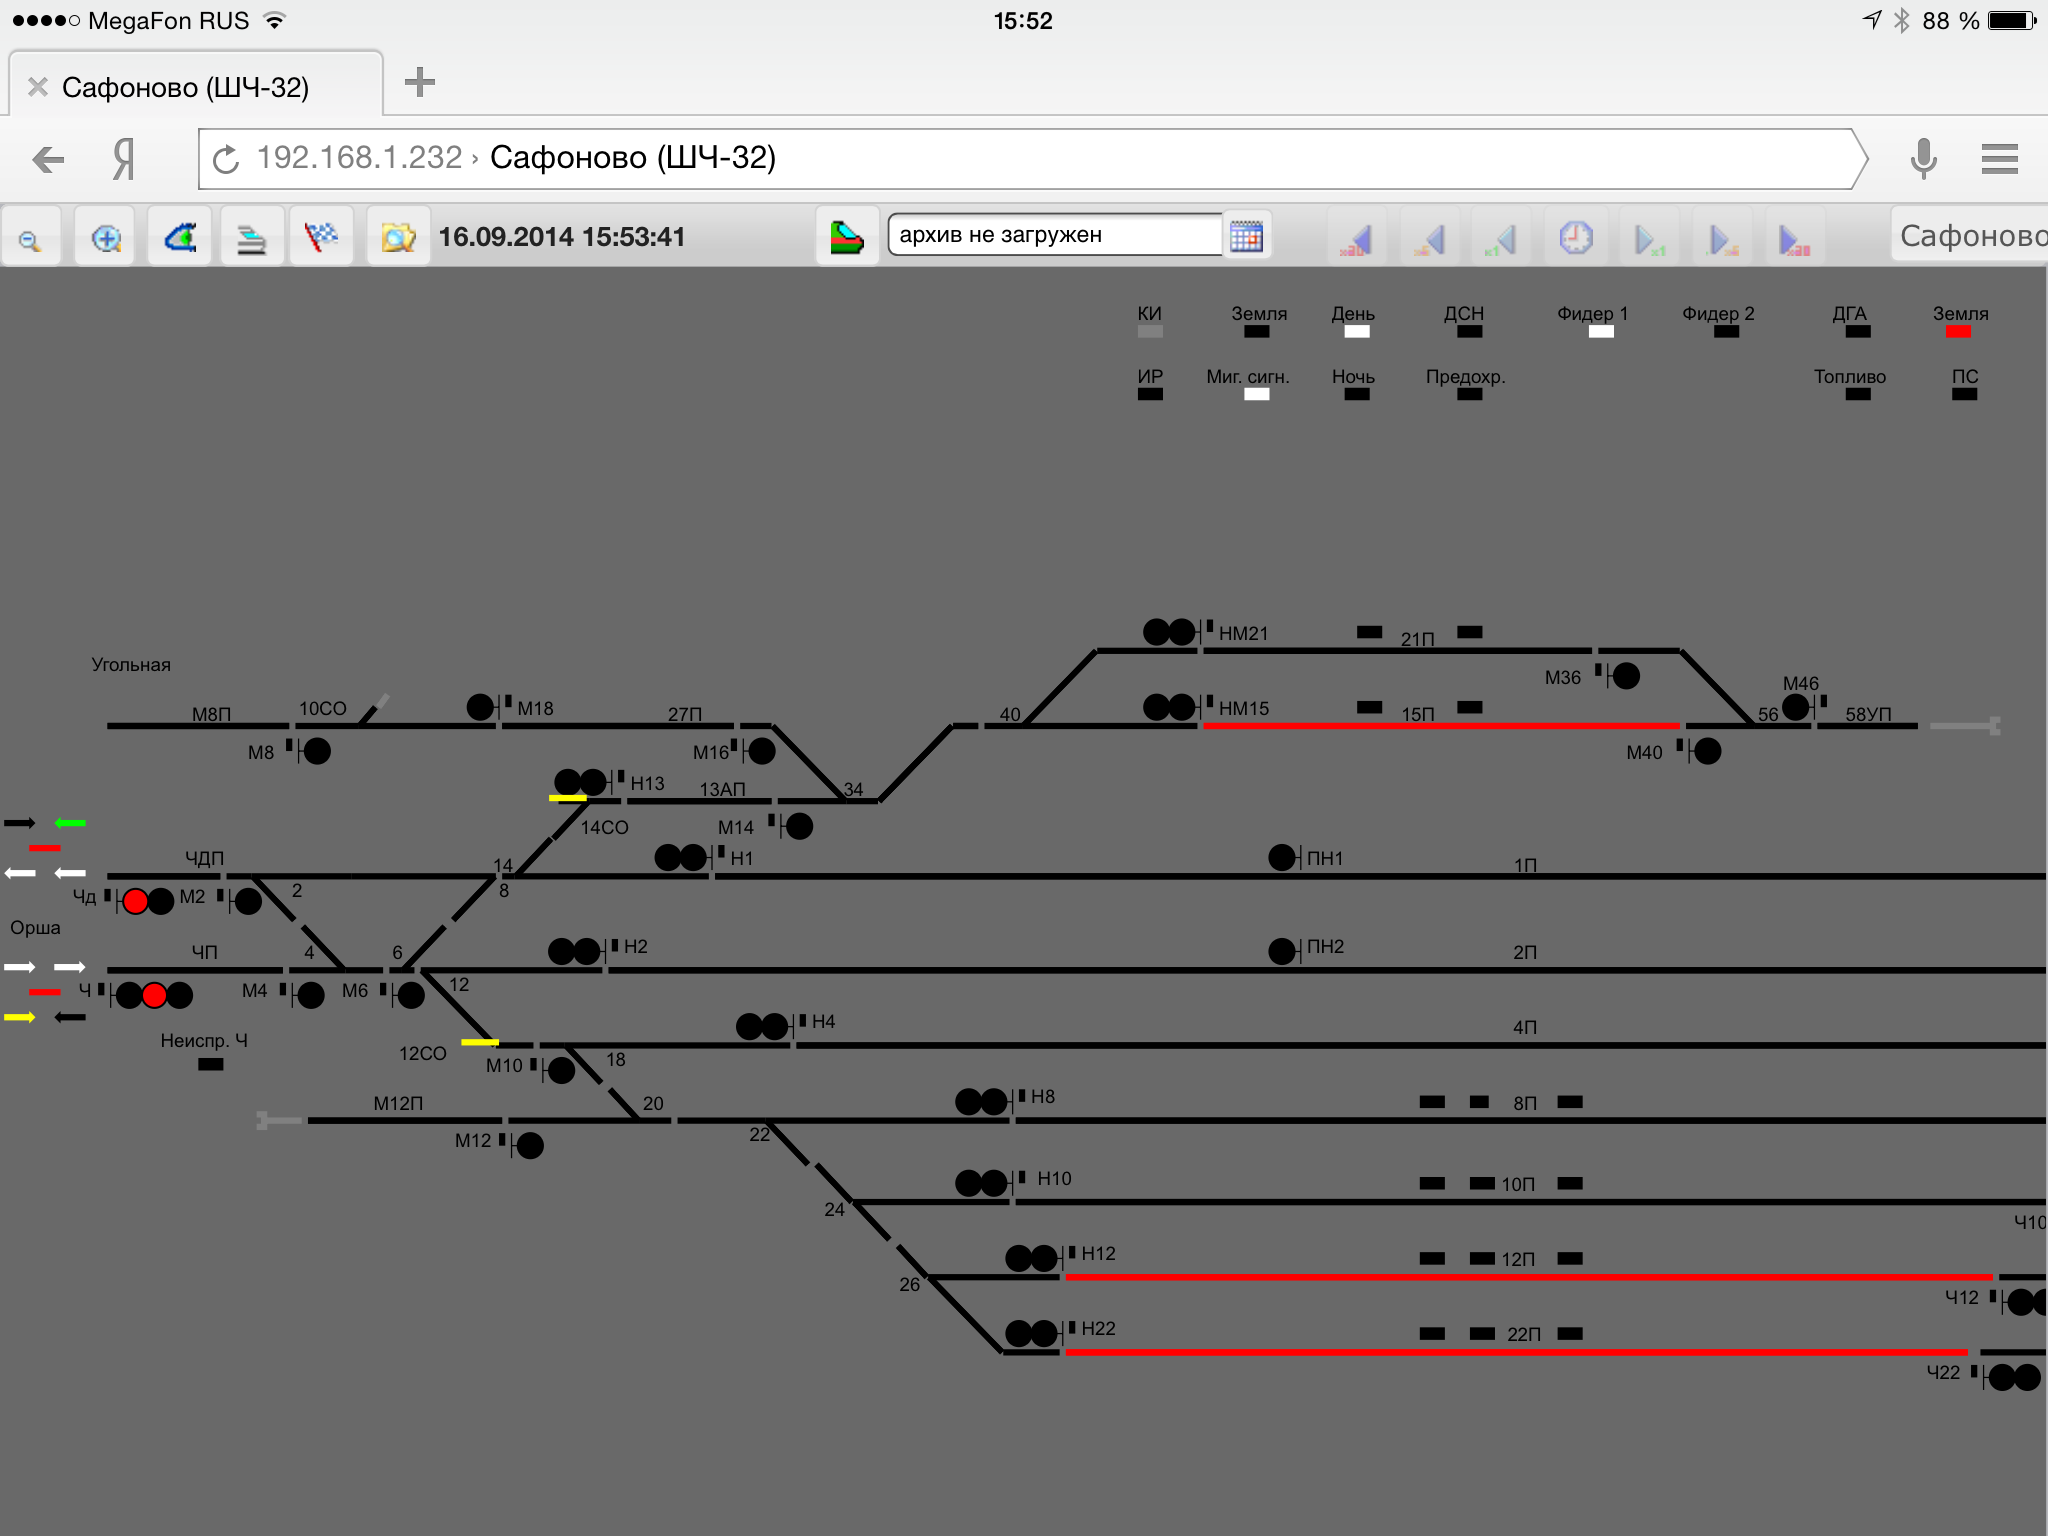 MegaFon RUS 15:52 88 %
Сафоново (ШЧ-32)
Я 192.168.1.232 › Сафоново (ШЧ-32)
16.09.2014 15:53:41 архив не загружен Сафоново
КИ Земля День ДСН Фидер 1 Фидер 2 ДГА Земля
ИР Миг. сигн. Ночь Предохр. Топливо ПС
НМ21 21П
Угольная М36 М46
М8П 10СО М18 27П 40 НМ15 15П 56 58УП
М8 М16 М40
Н13 13АП 34
14СО М14
ЧДП 14 Н1 ПН1 1П
Чд М2 2 8
Орша
ЧП 4 6 Н2 ПН2 2П
Ч М4 М6 12
Н4 4П
Неиспр. Ч 12СО М10 18
М12П 20 Н8 8П
М12 22
Н10 10П
24 Ч10
Н12 12П
26 Ч12
Н22 22П
Ч22